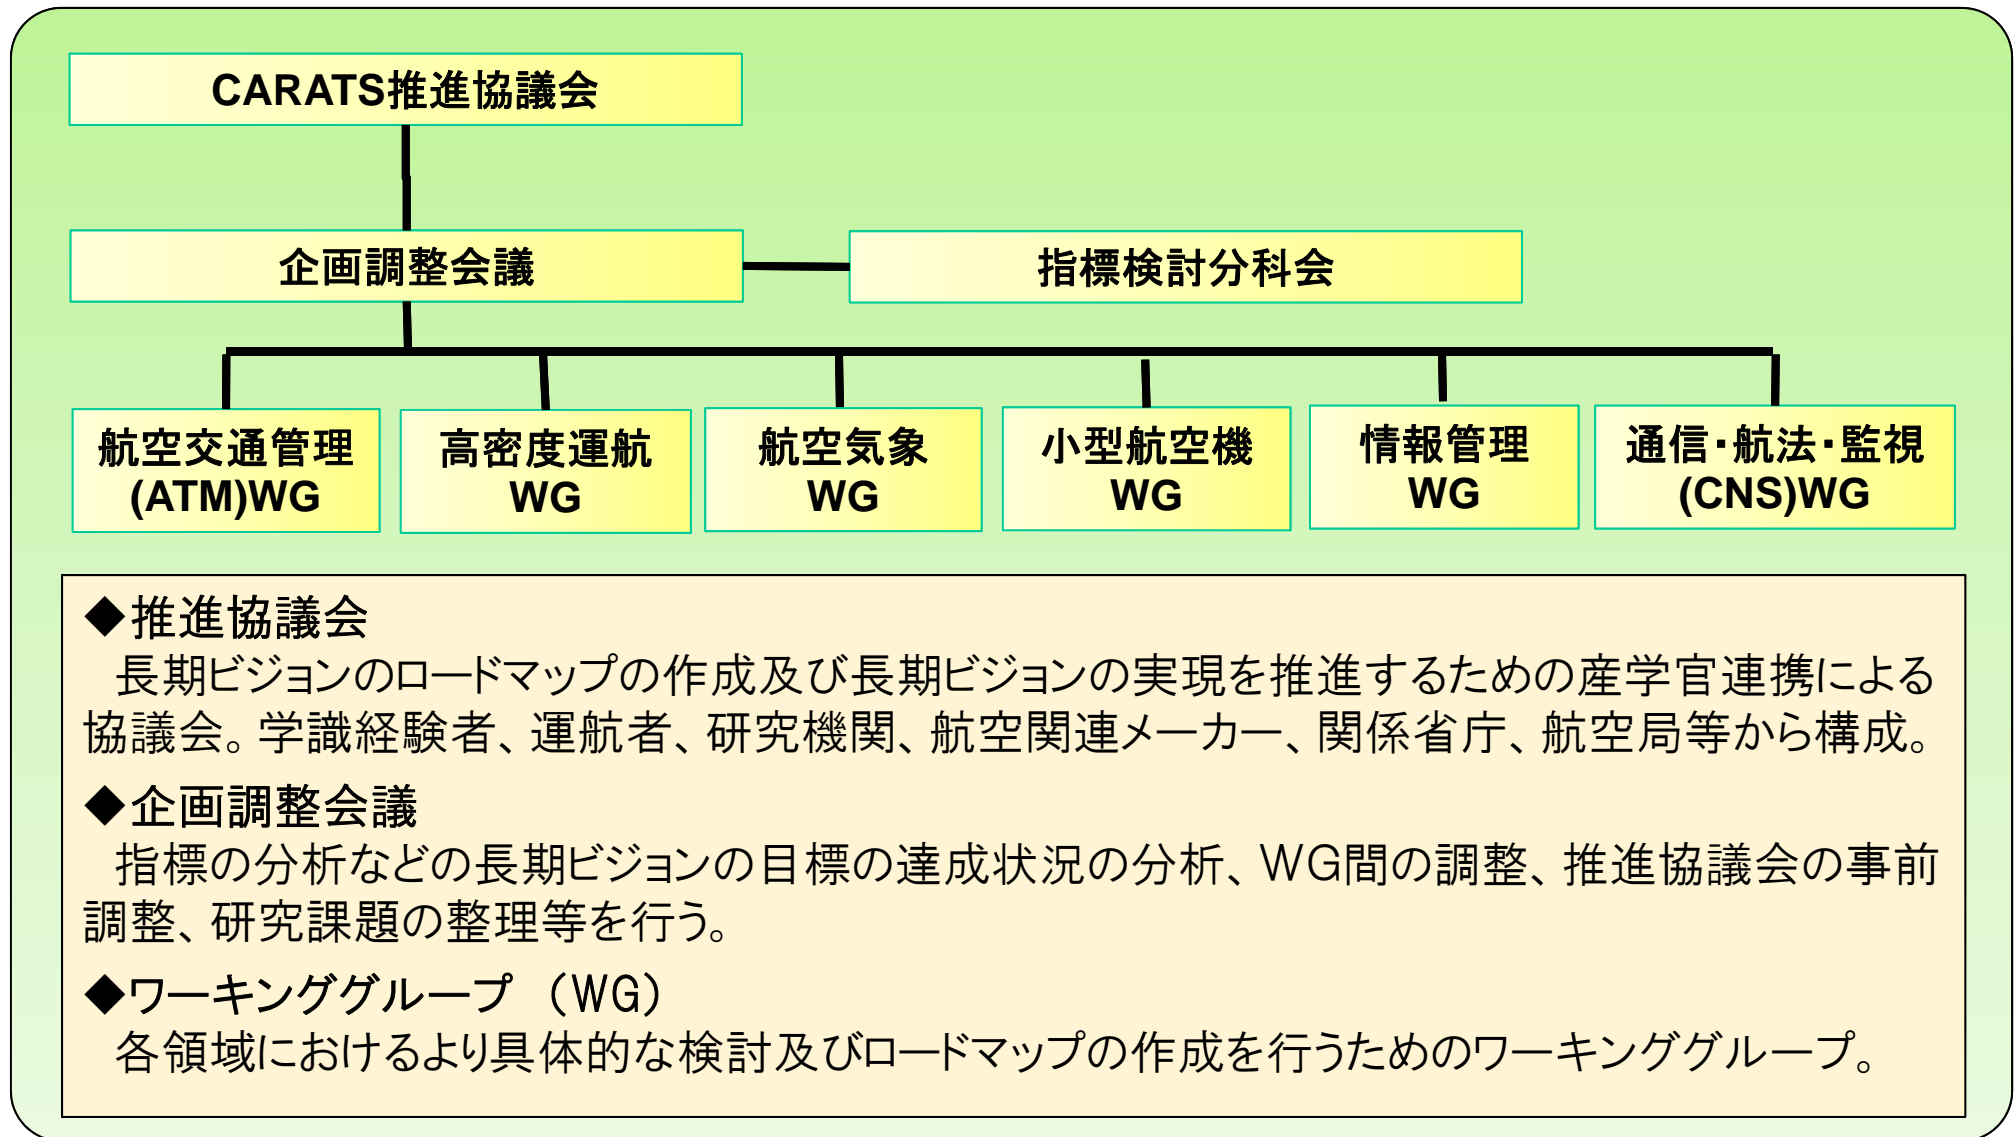 CARATS推進協議会
企画調整会議
指標検討分科会
航空交通管理
(ATM)WG
高密度運航
WG
航空気象
WG
小型航空機
WG
情報管理
WG
通信・航法・監視
(CNS)WG
◆推進協議会
長期ビジョンのロードマップの作成及び長期ビジョンの実現を推進するための産学官連携による
協議会。学識経験者、運航者、研究機関、航空関連メーカー、関係省庁、航空局等から構成。
◆企画調整会議
指標の分析などの長期ビジョンの目標の達成状況の分析、WG間の調整、推進協議会の事前
調整、研究課題の整理等を行う。
◆ワーキンググループ （WG）
各領域におけるより具体的な検討及びロードマップの作成を行うためのワーキンググループ。